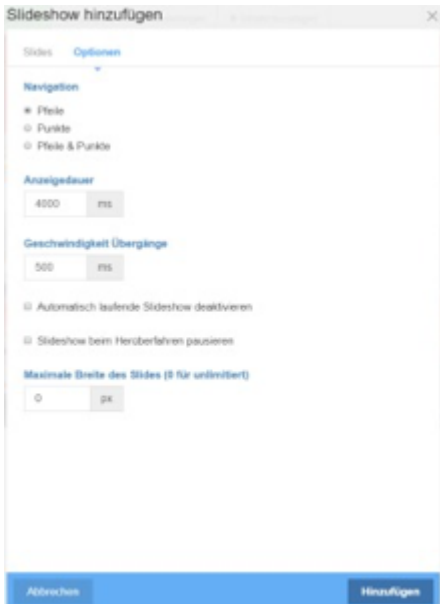 Slideshow hinzufügen
Slides Optionen
Navigation
Pfeile
Punkte
Pfeile & Punkte
Anzeigedauer
4000 ms
Geschwindigkeit Übergänge
500 ms
Automatisch laufende Slideshow deaktivieren
Slideshow beim Herüberfahren pausieren
Maximale Breite des Slides (0 für unlimitiert)
0 px
Abbrechen Hinzufügen